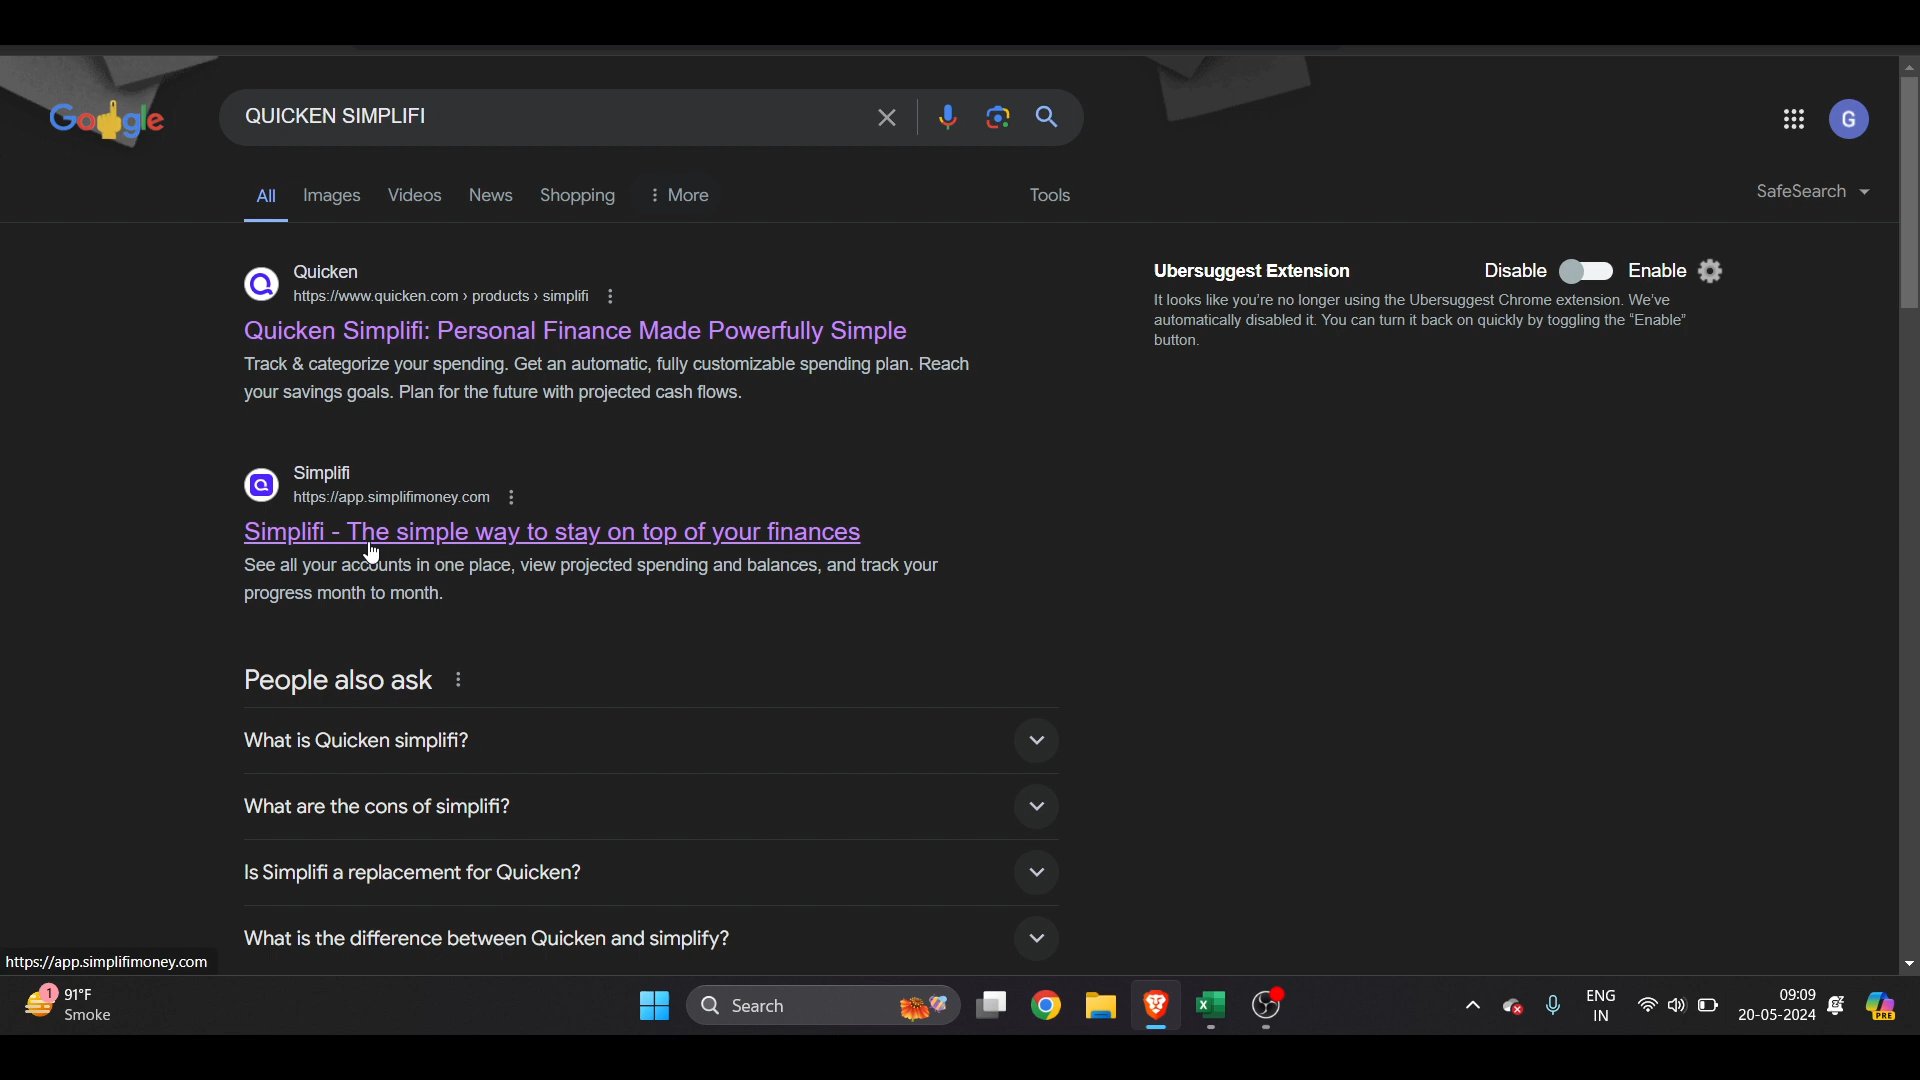 Google
QUICKEN SIMPLIFI
G
All Images Videos News Shopping More Tools SafeSearch
Quicken
https://www.quicken.com › products › simplifi
Quicken Simplifi: Personal Finance Made Powerfully Simple
Track & categorize your spending. Get an automatic, fully customizable spending plan. Reach
your savings goals. Plan for the future with projected cash flows.
Ubersuggest Extension Disable Enable
It looks like you're no longer using the Ubersuggest Chrome extension. We've
automatically disabled it. You can turn it back on quickly by toggling the “Enable”
button.
Simplifi
https://app.simplifimoney.com
Simplifi - The simple way to stay on top of your finances
See all your accounts in one place, view projected spending and balances, and track your
progress month to month.
People also ask
What is Quicken simplifi?
What are the cons of simplifi?
Is Simplifi a replacement for Quicken?
What is the difference between Quicken and simplify?
https://app.simplifimoney.com
1
91°F
Smoke
Search
ENG
IN
09:09
20-05-2024
PRE